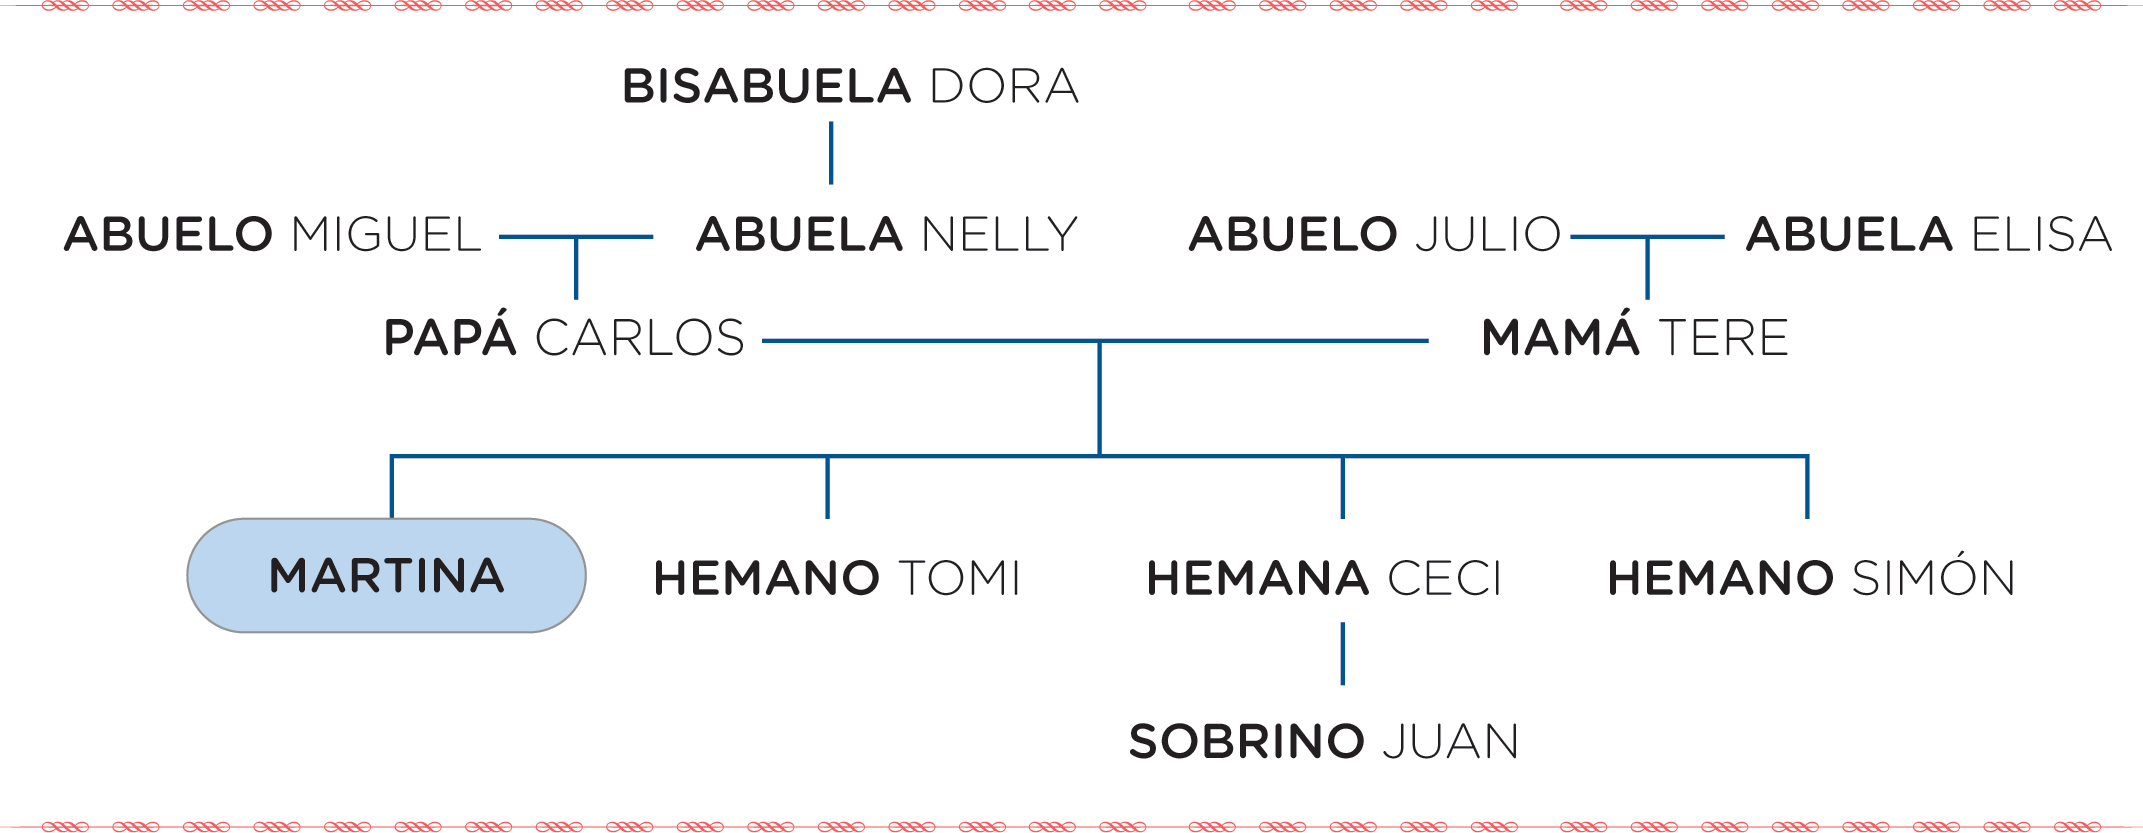 BISABUELA DORA
ABUELO MIGUEL ABUELA NELLY ABUELO JULIO ABUELA ELISA
PAPÁ CARLOS MAMÁ TERE
MARTINA HEMANO TOMI HEMANA CECI HEMANO SIMÓN
SOBRINO JUAN